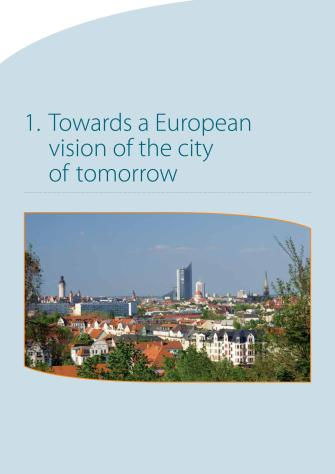 1. Towards a European
vision of the city
of tomorrow